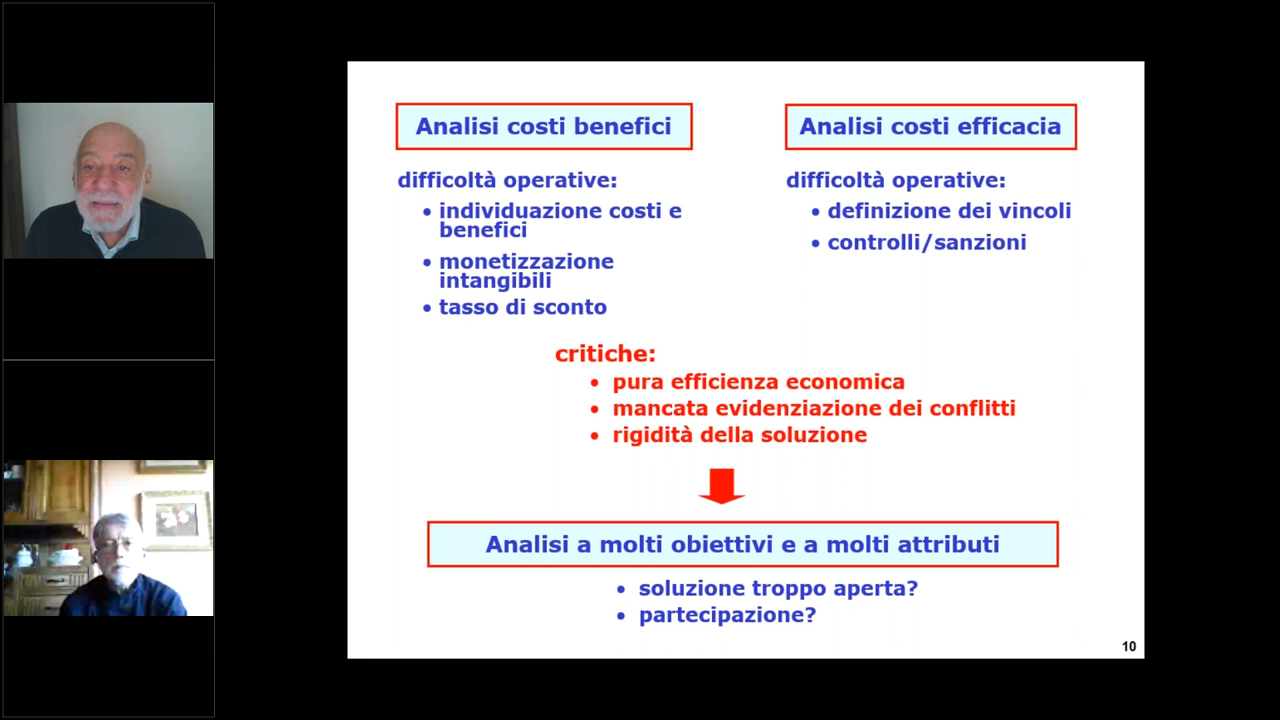 Analisi costi benefici
difficoltà operative:
• individuazione costi e
benefici
• monetizzazione
intangibili
• tasso di sconto
Analisi costi efficacia
difficoltà operative:
• definizione dei vincoli
• controlli/sanzioni
critiche:
• pura efficienza economica
• mancata evidenziazione dei conflitti
• rigidità della soluzione
Analisi a molti obiettivi e a molti attributi
• soluzione troppo aperta?
• partecipazione?
10